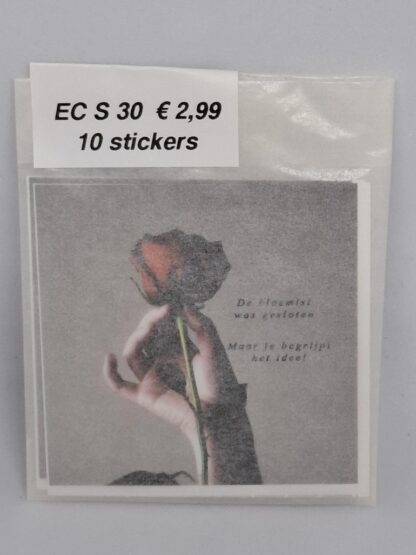 EC S 30 € 2,99
10 stickers
De bloemist
was gesloten
Maar je begrijpt
het idee!